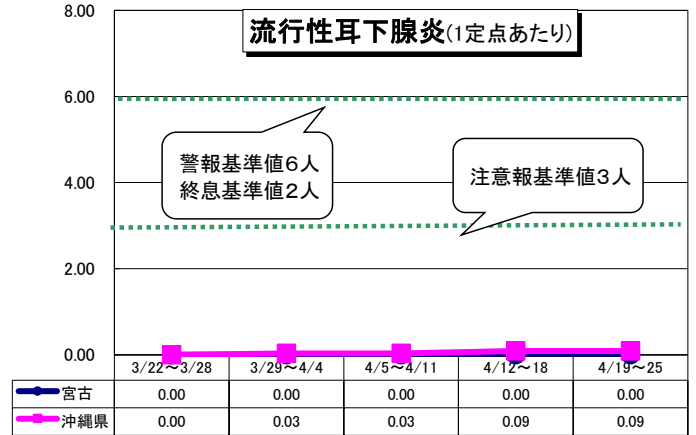 流行性耳下腺炎(1定点あたり)
8.00
6.00
警報基準値6人
終息基準値2人
注意報基準値3人
4.00
2.00
0.00
3/22～3/28 3/29～4/4 4/5～4/11 4/12～18 4/19～25
宮古 0.00 0.00 0.00 0.00 0.00
沖縄県 0.00 0.03 0.03 0.09 0.09